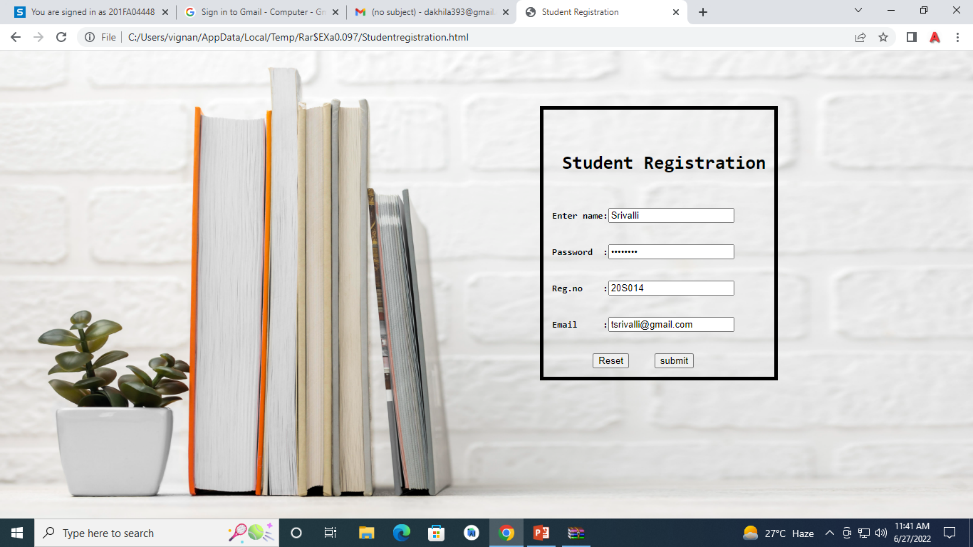 You are signed in as 201FA04448
Sign in to Gmail - Computer - Gm
(no subject) - dakhila393@gmail.
Student Registration
File
C:/Users/vignan/AppData/Local/Temp/Rar$EXa0.097/Studentregistration.html
Student Registration
Enter name: Srivalli
Password : ••••••••
Reg.no : 20S014
Email : tsrivalli@gmail.com
Reset submit
Type here to search
27°C Haze
11:41 AM
6/27/2022